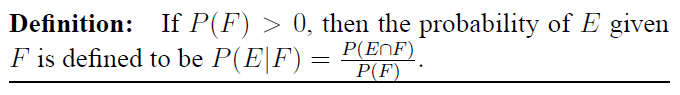 Definition: If P(F) > 0, then the probability of E given
F is defined to be P(E|F) = P(E∩F)/P(F).